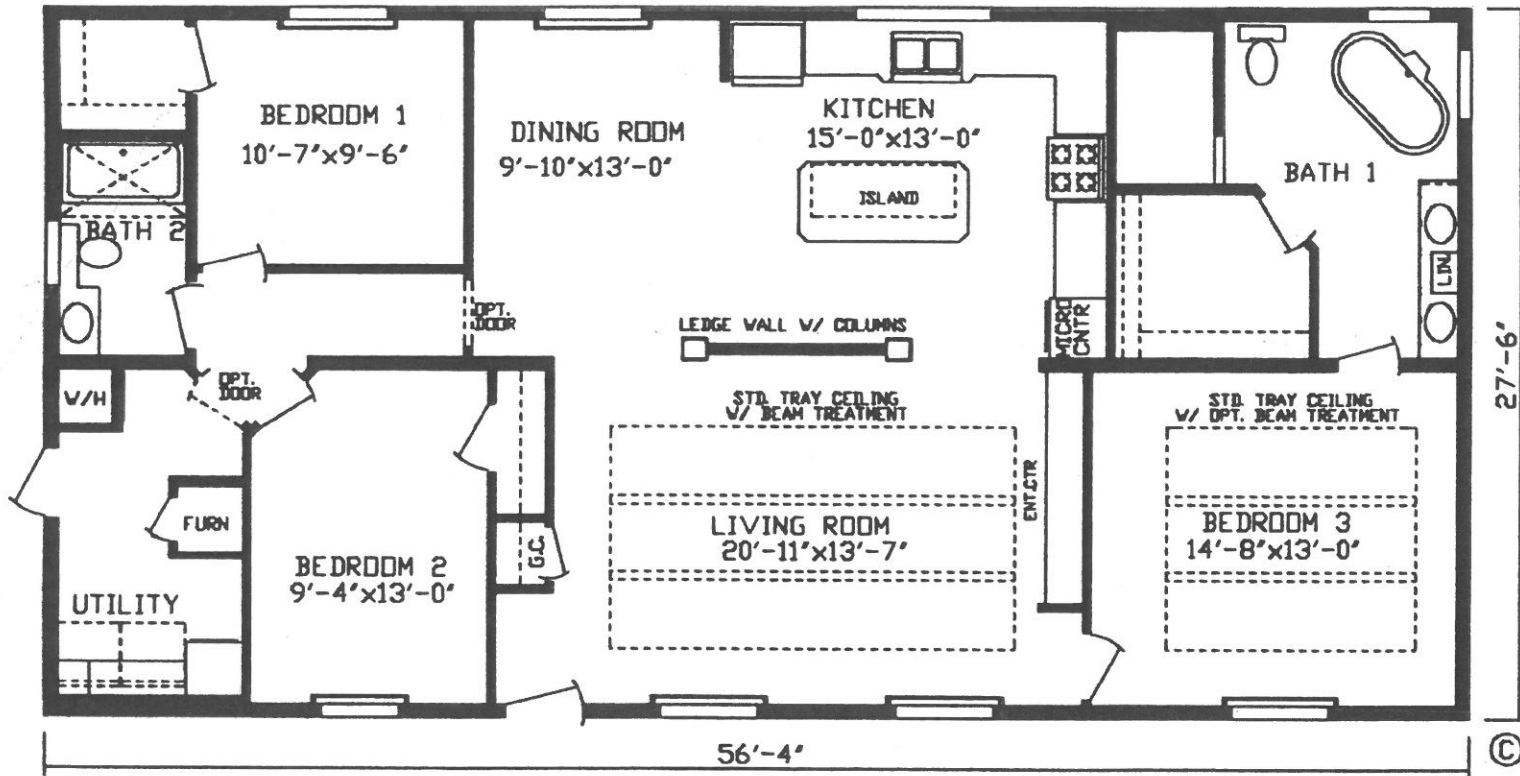 BEDROOM 1
10'-7"x9'-6"
DINING ROOM
9'-10"x13'-0"
KITCHEN
15'-0"x13'-0"
ISLAND
BATH 1
BATH 2
LIN
OPT.
DOOR
LEDGE WALL W/ COLUMNS
MICRO
CNTR
27'-6"
W/H
OPT.
DOOR
STD. TRAY CEILING
W/ BEAM TREATMENT
STD. TRAY CEILING
W/ OPT. BEAM TREATMENT
ENT.CTR
FURN
G.C.
LIVING ROOM
20'-11"x13'-7"
BEDROOM 3
14'-8"x13'-0"
BEDROOM 2
9'-4"x13'-0"
UTILITY
56'-4"
©